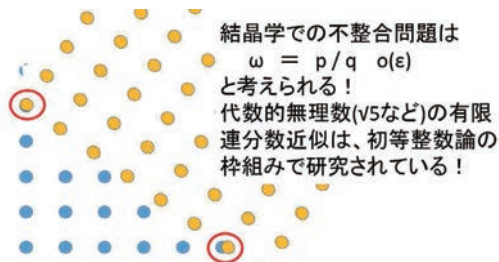 結晶学での不整合問題は
ω = p / q o(ε)
と考えられる!
代数的無理数(√5など)の有限
連分数近似は、初等整数論の
枠組みで研究されている!